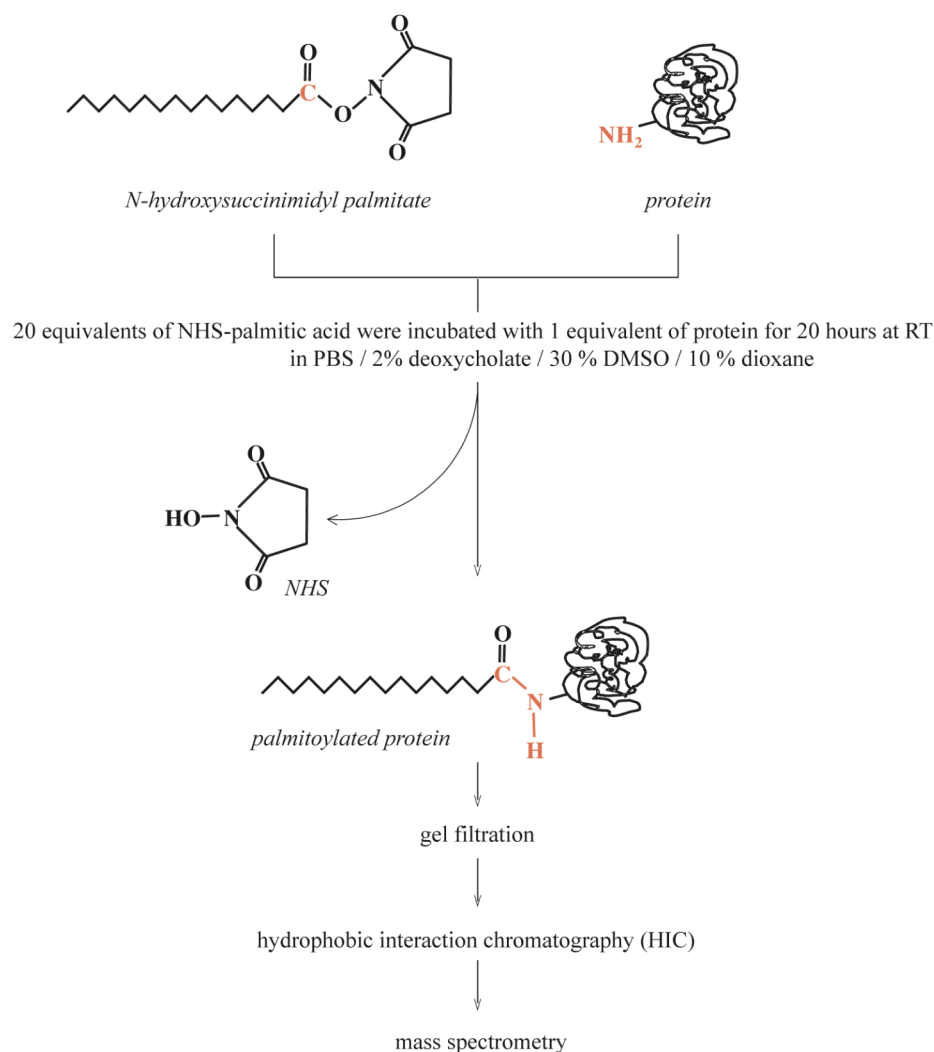 O
O
C
O
N
O
NH₂
N-hydroxysuccinimidyl palmitate
protein
20 equivalents of NHS-palmitic acid were incubated with 1 equivalent of protein for 20 hours at RT
in PBS / 2% deoxycholate / 30 % DMSO / 10 % dioxane
O
HO
N
O
NHS
O
C
N
H
palmitoylated protein
gel filtration
hydrophobic interaction chromatography (HIC)
mass spectrometry